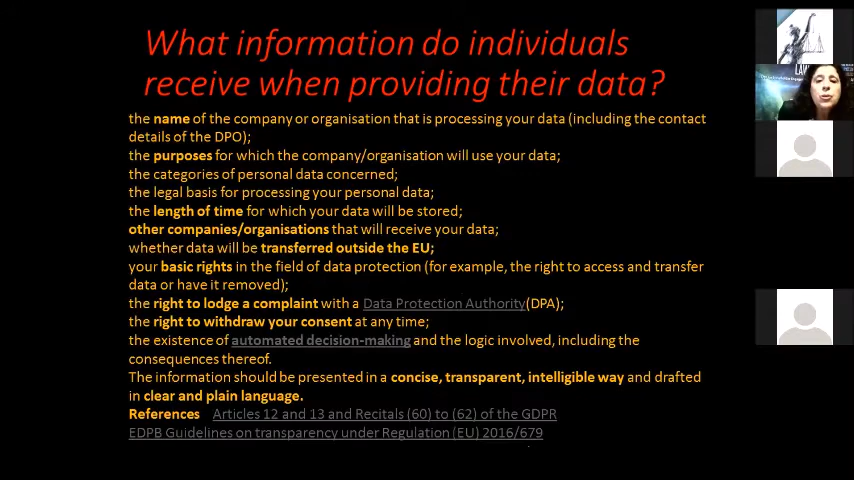 What information do individuals
receive when providing their data?
the name of the company or organisation that is processing your data (including the contact
details of the DPO);
the purposes for which the company/organisation will use your data;
the categories of personal data concerned;
the legal basis for processing your personal data;
the length of time for which your data will be stored;
other companies/organisations that will receive your data;
whether data will be transferred outside the EU;
your basic rights in the field of data protection (for example, the right to access and transfer
data or have it removed);
the right to lodge a complaint with a Data Protection Authority(DPA);
the right to withdraw your consent at any time;
the existence of automated decision-making and the logic involved, including the
consequences thereof.
The information should be presented in a concise, transparent, intelligible way and drafted
in clear and plain language.
References Articles 12 and 13 and Recitals (60) to (62) of the GDPR
EDPB Guidelines on transparency under Regulation (EU) 2016/679